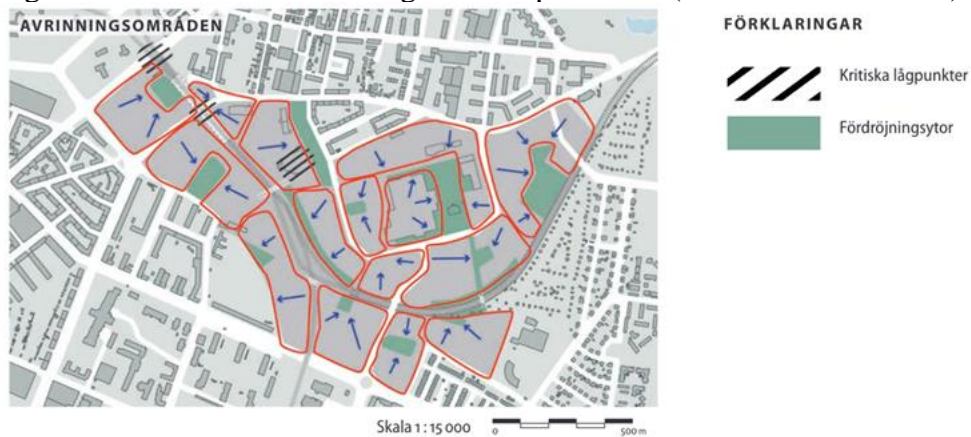 AVRINNINGSOMRÅDEN
FÖRKLARINGAR
Kritiska lågpunkter
Fördröjningsytor
Skala 1:15 000
0 500 m